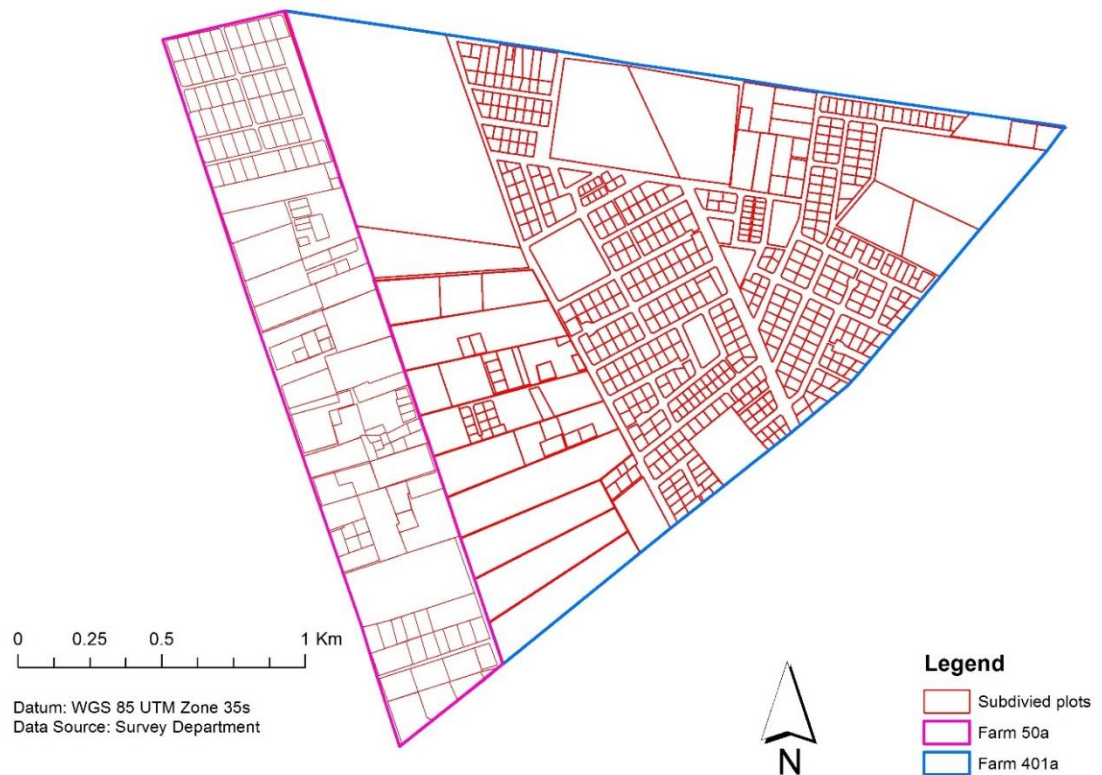 0 0.25 0.5 1 Km
Datum: WGS 85 UTM Zone 35s
Data Source: Survey Department
N
Legend
Subdivied plots
Farm 50a
Farm 401a